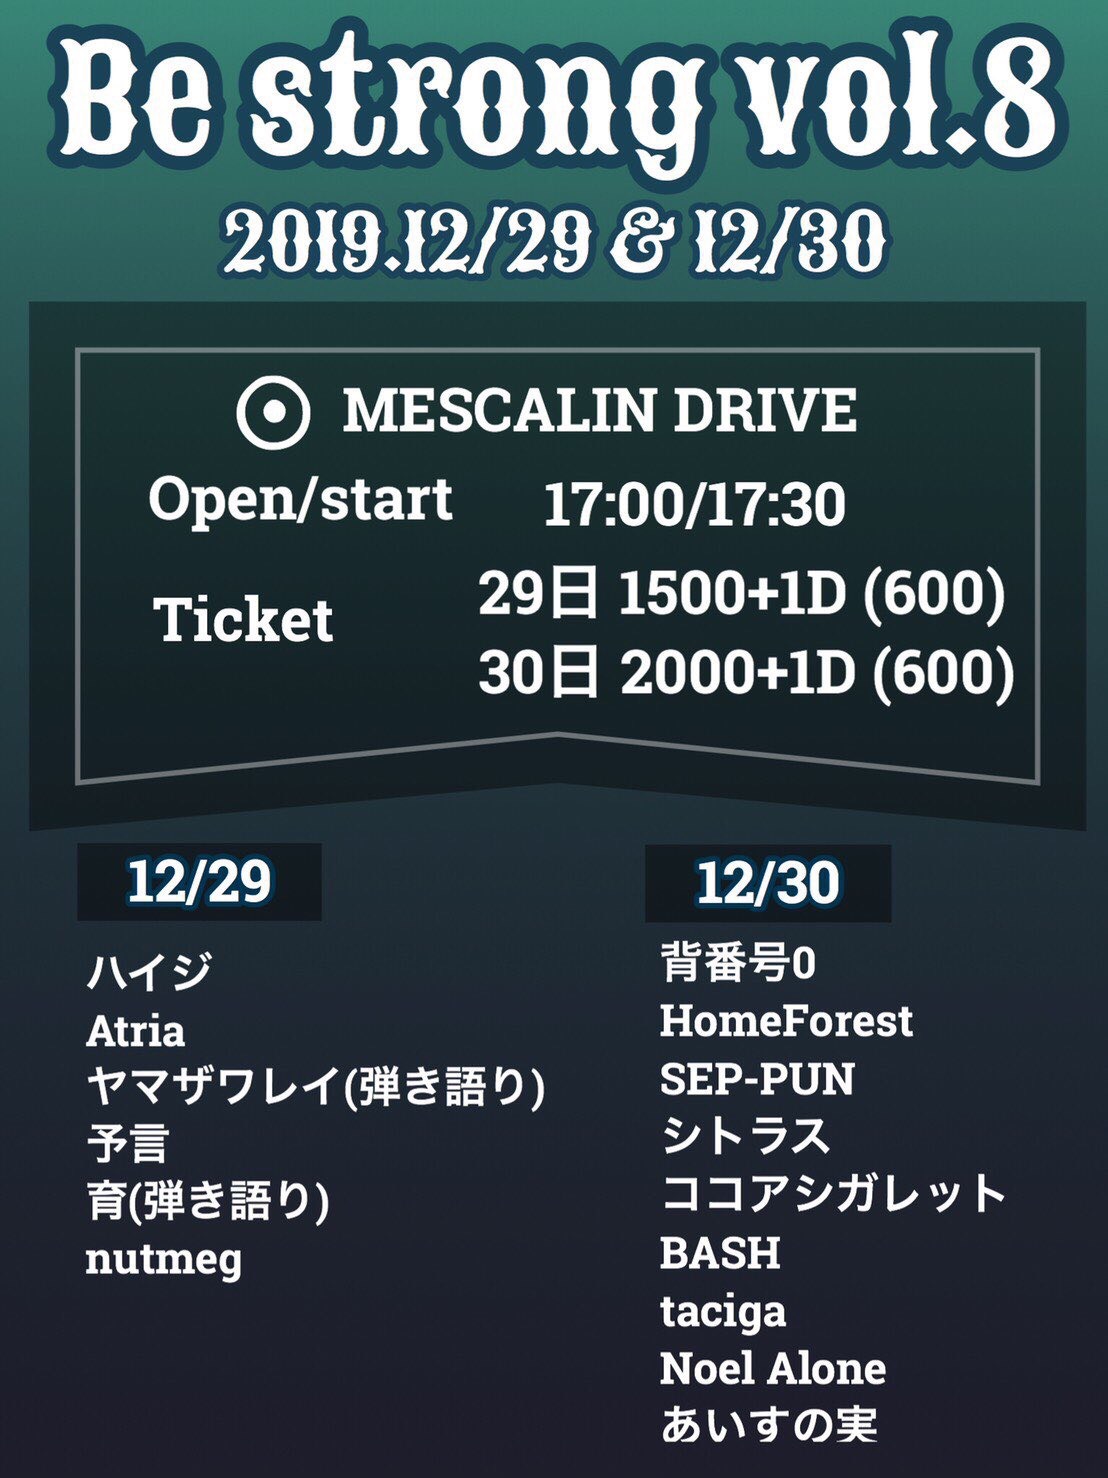 Be strong vol.8
2019.12/29 & 12/30
MESCALIN DRIVE
Open/start 17:00/17:30
Ticket
29日 1500+1D (600)
30日 2000+1D (600)
12/29
ハイジ
Atria
ヤマザワレイ(弾き語り)
予言
育(弾き語り)
nutmeg
12/30
背番号0
HomeForest
SEP-PUN
シトラス
ココアシガレット
BASH
taciga
Noel Alone
あいすの実